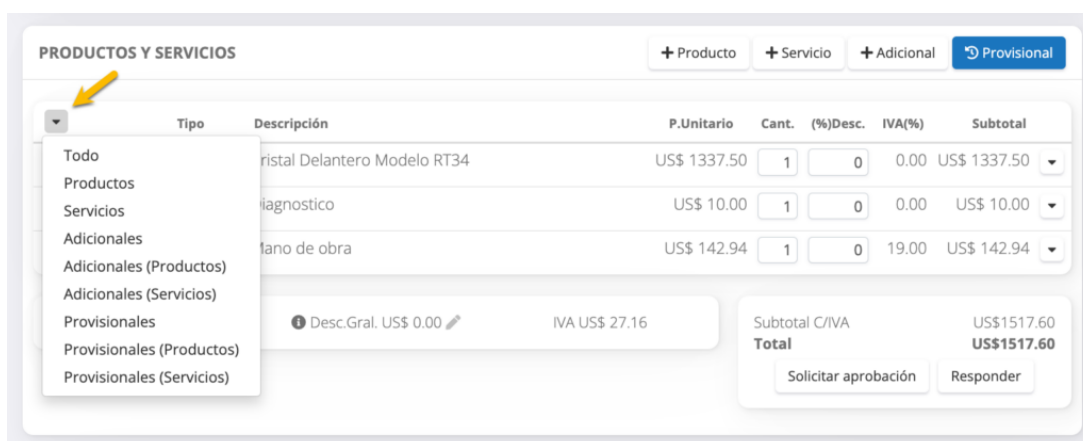 PRODUCTOS Y SERVICIOS + Producto + Servicio + Adicional Provisional
Tipo Descripción P.Unitario Cant. (%)Desc. IVA(%) Subtotal
Todo
ristal Delantero Modelo RT34 US$ 1337.50 1 0 0.00 US$ 1337.50
Productos
Servicios
iagnostico US$ 10.00 1 0 0.00 US$ 10.00
Adicionales
Mano de obra US$ 142.94 1 0 19.00 US$ 142.94
Adicionales (Productos)
Adicionales (Servicios)
Provisionales
Desc.Gral. US$ 0.00 IVA US$ 27.16 Subtotal C/IVA US$1517.60
Provisionales (Productos)
Total US$1517.60
Provisionales (Servicios)
Solicitar aprobación Responder